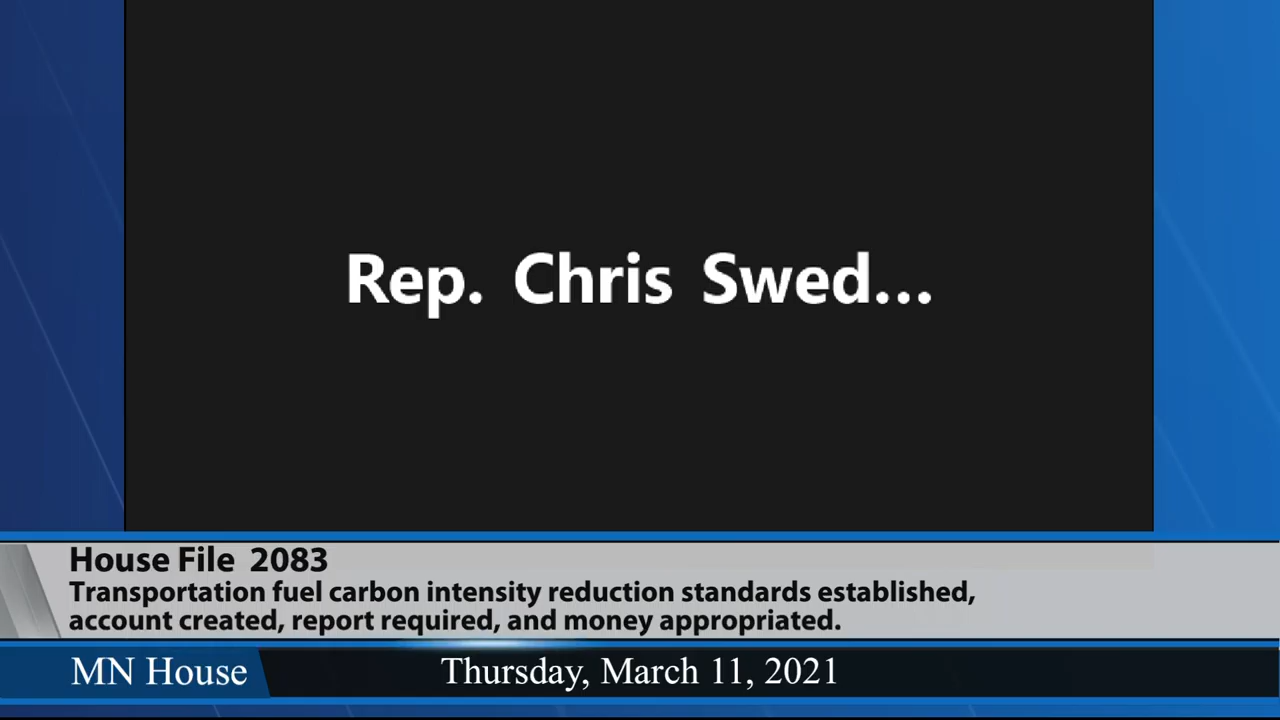 Rep. Chris Swed...
House File 2083
Transportation fuel carbon intensity reduction standards established,
account created, report required, and money appropriated.
MN House
Thursday, March 11, 2021